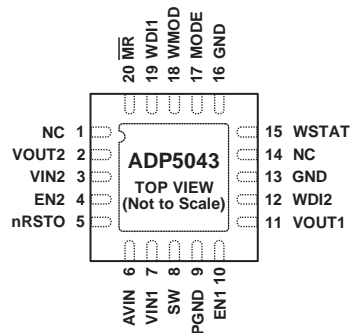 20 MR
19 WDI1
18 WMOD
17 MODE
16 GND
NC 1
VOUT2 2
VIN2 3
EN2 4
nRSTO 5
ADP5043
TOP VIEW
(Not to Scale)
15 WSTAT
14 NC
13 GND
12 WDI2
11 VOUT1
AVIN 6
VIN1 7
SW 8
PGND 9
EN1 10